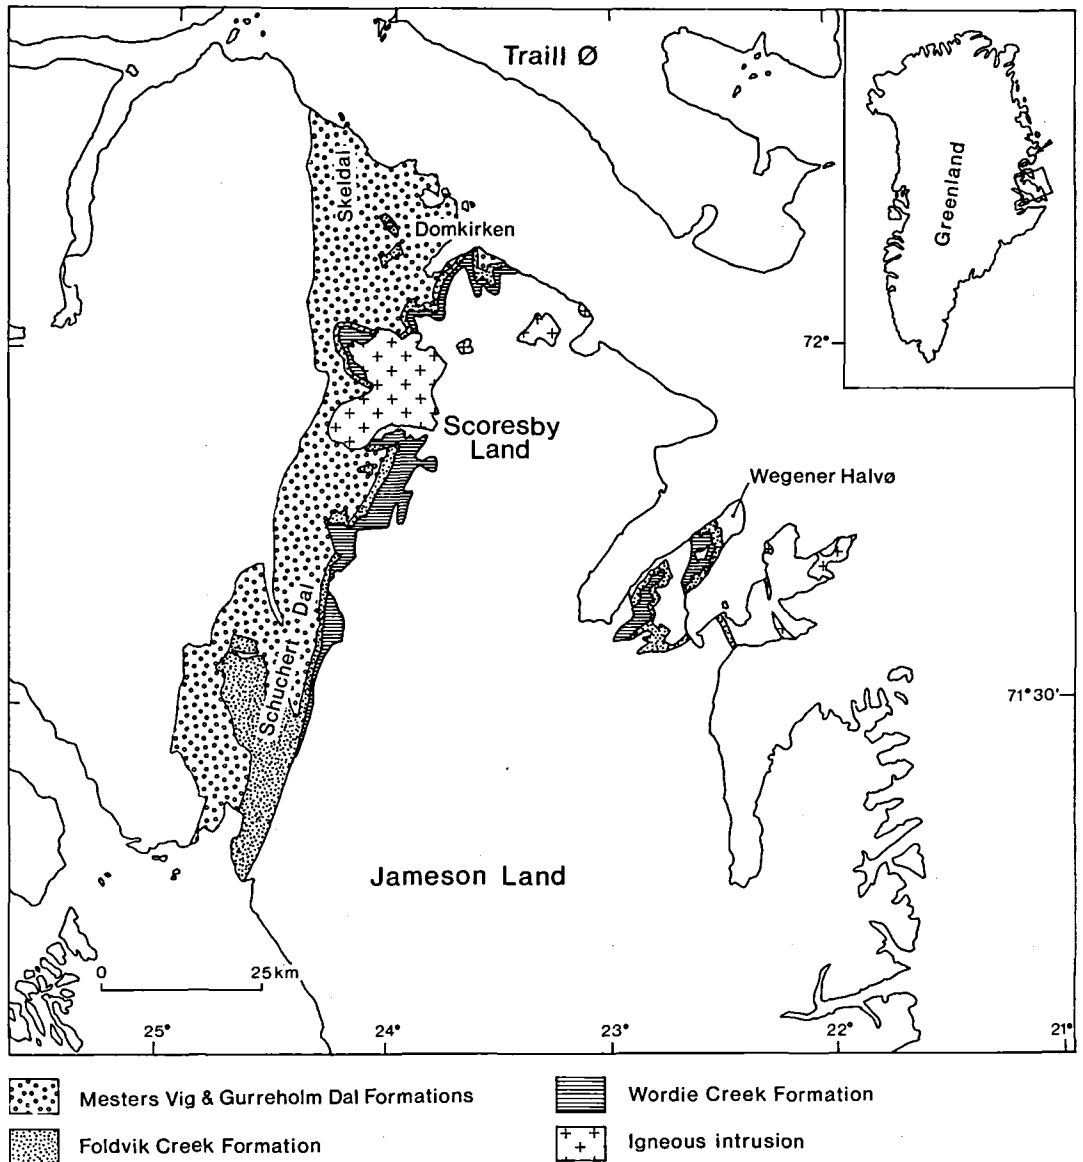 Traill Ø
Greenland
Skeldal
Domkirken
72°
Scoresby
Land
Wegener Halvø
Schuchert Dal
71°30'
Jameson Land
0
25 km
25°
24°
23°
22°
21°
Mesters Vig & Gurreholm Dal Formations
Wordie Creek Formation
Foldvik Creek Formation
Igneous intrusion